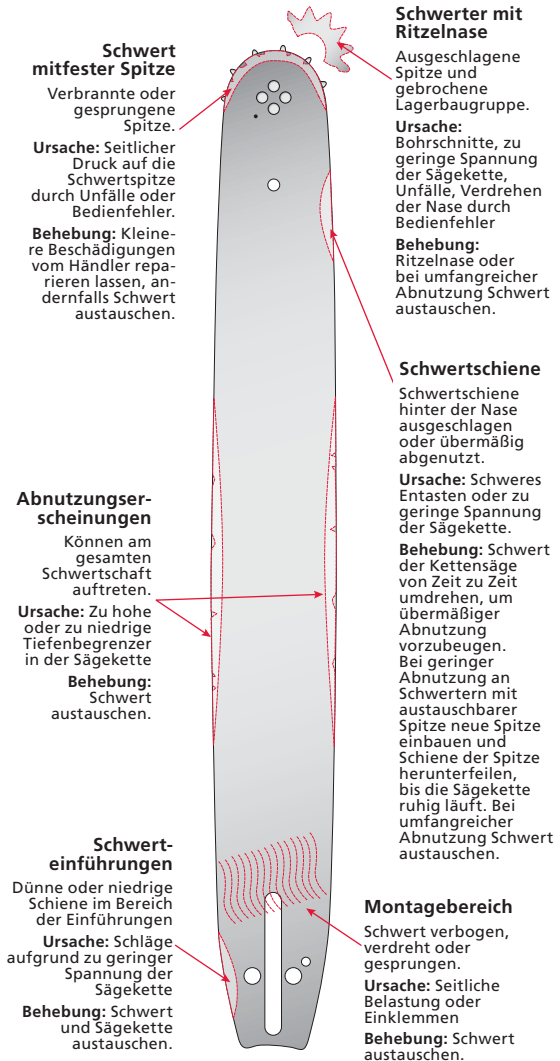 Schwert
mitfester Spitze
Verbrannte oder
gesprungene
Spitze.
Ursache: Seitlicher
Druck auf die
Schwertspitze
durch Unfälle oder
Bedienfehler.
Behebung: Kleine-
re Beschädigungen
vom Händler repa-
rieren lassen, an-
dernfalls Schwert
austauschen.
Schwerter mit
Ritzelnase
Ausgeschlagene
Spitze und
gebrochene
Lagerbaugruppe.
Ursache:
Bohrschnitte, zu
geringe Spannung
der Sägekette,
Unfälle, Verdrehen
der Nase durch
Bedienfehler
Behebung:
Ritzelnase oder
bei umfangreicher
Abnutzung Schwert
austauschen.
Schwertschiene
Schwertschiene
hinter der Nase
ausgeschlagen
oder übermäßig
abgenutzt.
Ursache: Schweres
Entasten oder zu
geringe Spannung
der Sägekette.
Behebung: Schwert
der Kettensäge
von Zeit zu Zeit
umdrehen, um
übermäßiger
Abnutzung
vorzubeugen.
Bei geringer
Abnutzung an
Schwertern mit
austauschbarer
Spitze neue Spitze
einbauen und
Schiene der Spitze
herunterfeilen,
bis die Sägekette
ruhig läuft. Bei
umfangreicher
Abnutzung Schwert
austauschen.
Abnutzungser-
scheinungen
Können am
gesamten
Schwertschaft
auftreten.
Ursache: Zu hohe
oder zu niedrige
Tiefenbegrenzer
in der Sägekette
Behebung:
Schwert
austauschen.
Schwert-
einführungen
Dünne oder niedrige
Schiene im Bereich
der Einführungen
Ursache: Schläge
aufgrund zu geringer
Spannung der
Sägekette
Behebung: Schwert
und Sägekette
austauschen.
Montagebereich
Schwert verbogen,
verdreht oder
gesprungen.
Ursache: Seitliche
Belastung oder
Einklemmen
Behebung: Schwert
austauschen.